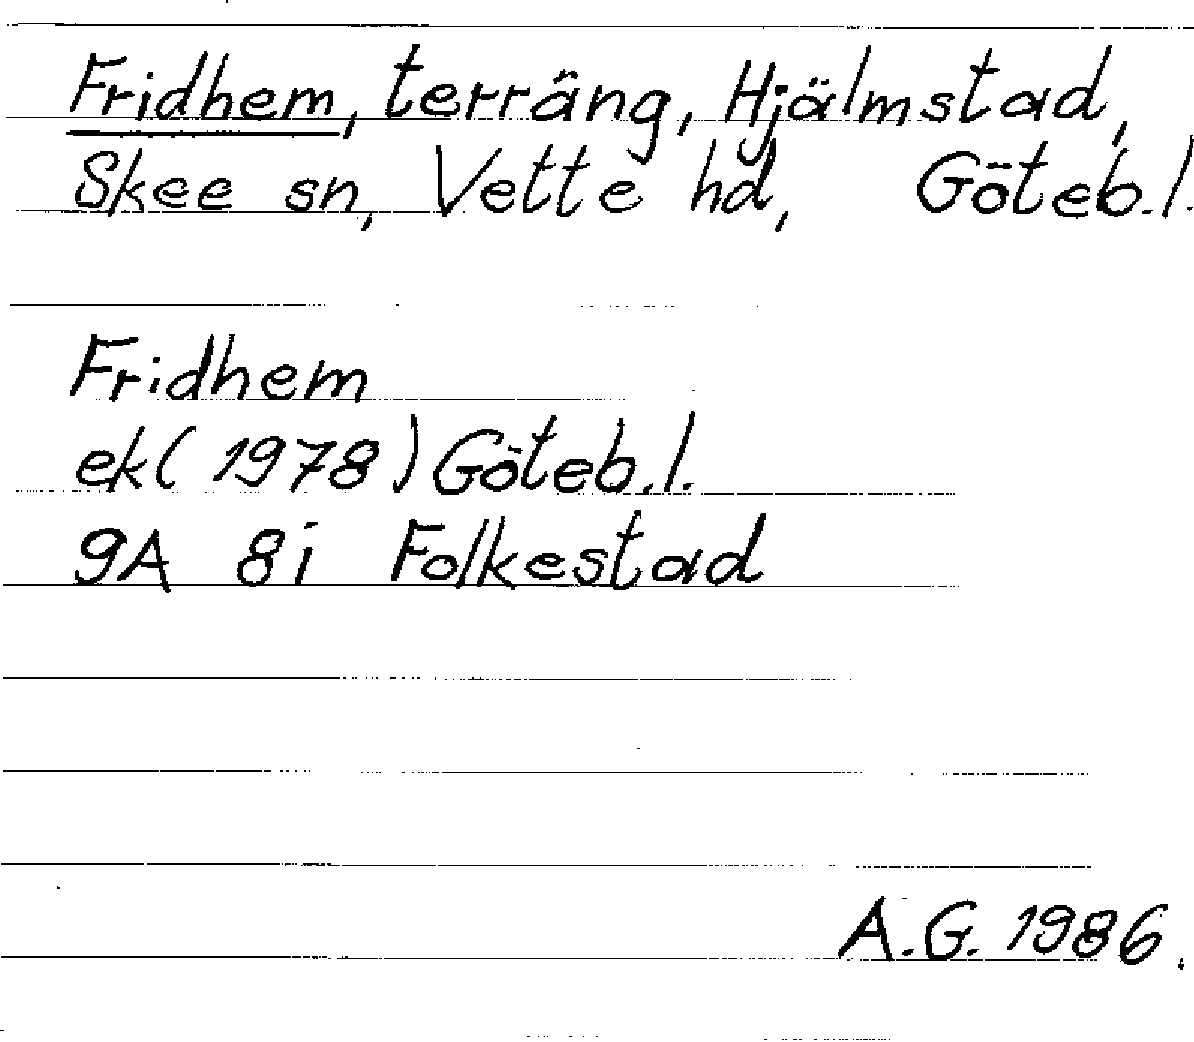 Fridhem, terräng, Hjälmstad,
Skee sn, Vette hd, Göteb.l.
Fridhem
ek(1978) Göteb.l.
9A 8i Folkestad
A.G. 1986.